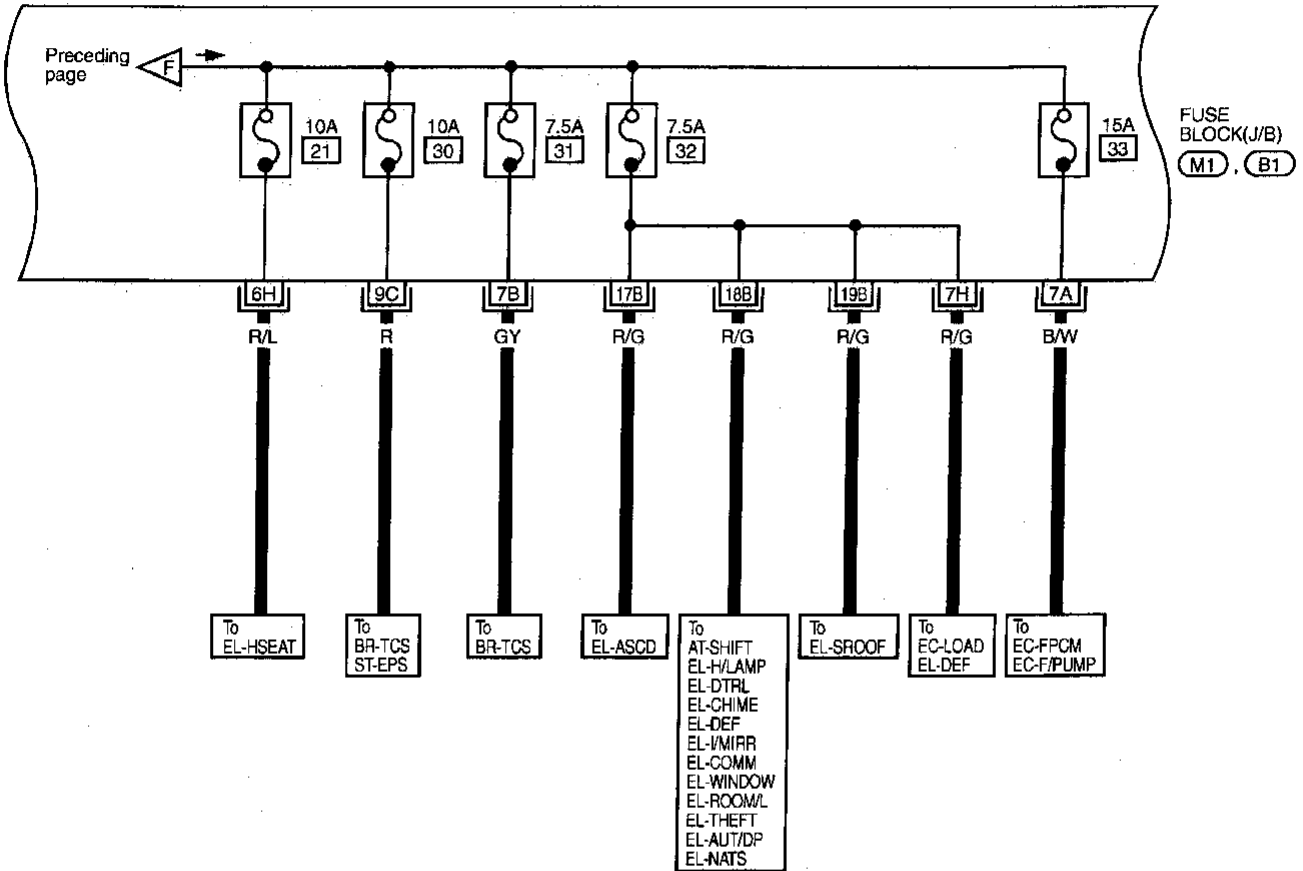 Preceding
page
F
10A
21
10A
30
7.5A
31
7.5A
32
15A
33
FUSE
BLOCK(J/B)
M1 , B1
6H
9C
7B
17B
18B
19B
7H
7A
R/L
R
GY
R/G
R/G
R/G
R/G
B/W
To
EL-HSEAT
To
BR-TCS
ST-EPS
To
BR-TCS
To
EL-ASCD
To
AT-SHIFT
EL-H/LAMP
EL-DTRL
EL-CHIME
EL-DEF
EL-I/MIRR
EL-COMM
EL-WINDOW
EL-ROOM/L
EL-THEFT
EL-AUT/DP
EL-NATS
To
EL-SROOF
To
EC-LOAD
EL-DEF
To
EC-FPCM
EC-F/PUMP